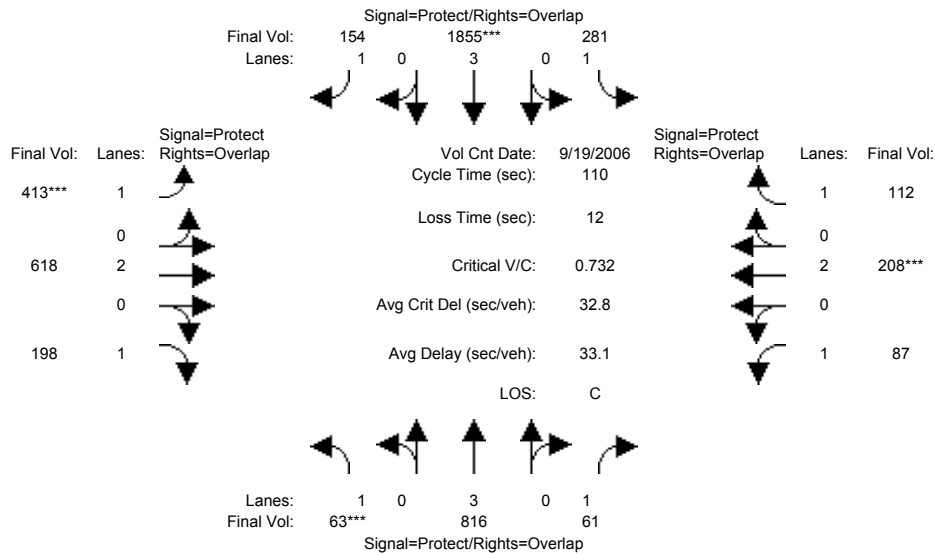 Signal=Protect/Rights=Overlap
Final Vol: 154 1855*** 281
Lanes: 1 0 3 0 1
Signal=Protect
Final Vol: Lanes: Rights=Overlap
Vol Cnt Date: 9/19/2006
Signal=Protect
Rights=Overlap Lanes: Final Vol:
Cycle Time (sec): 110
413*** 1
1 112
Loss Time (sec): 12
0
0
618 2
Critical V/C: 0.732
2 208***
0
Avg Crit Del (sec/veh): 32.8
0
198 1
Avg Delay (sec/veh): 33.1
1 87
LOS: C
Lanes: 1 0 3 0 1
Final Vol: 63*** 816 61
Signal=Protect/Rights=Overlap